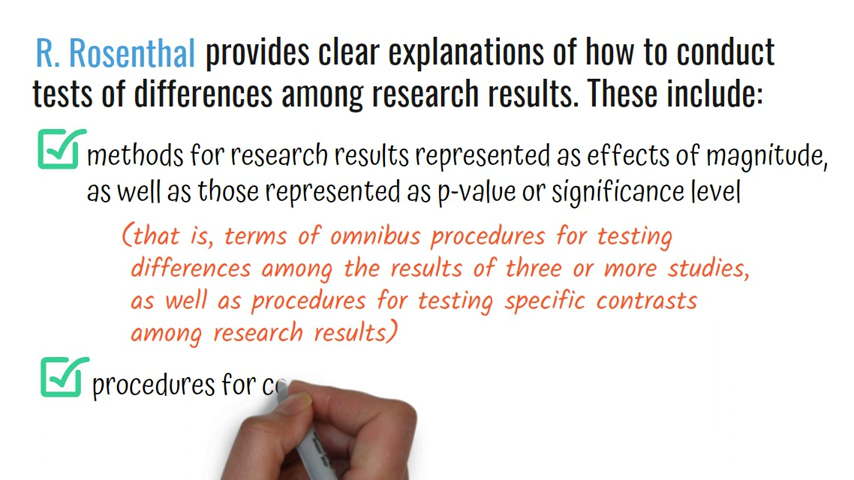 R. Rosenthal provides clear explanations of how to conduct
tests of differences among research results. These include:
methods for research results represented as effects of magnitude,
as well as those represented as p-value or significance level
(that is, terms of omnibus procedures for testing
differences among the results of three or more studies,
as well as procedures for testing specific contrasts
among research results)
procedures for